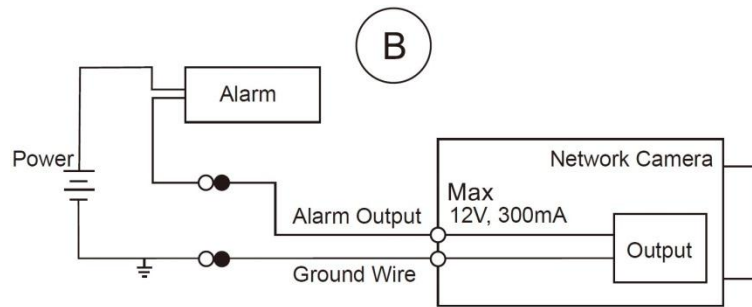 B
Alarm
Power
Network Camera
Max
12V, 300mA
Alarm Output
Output
Ground Wire